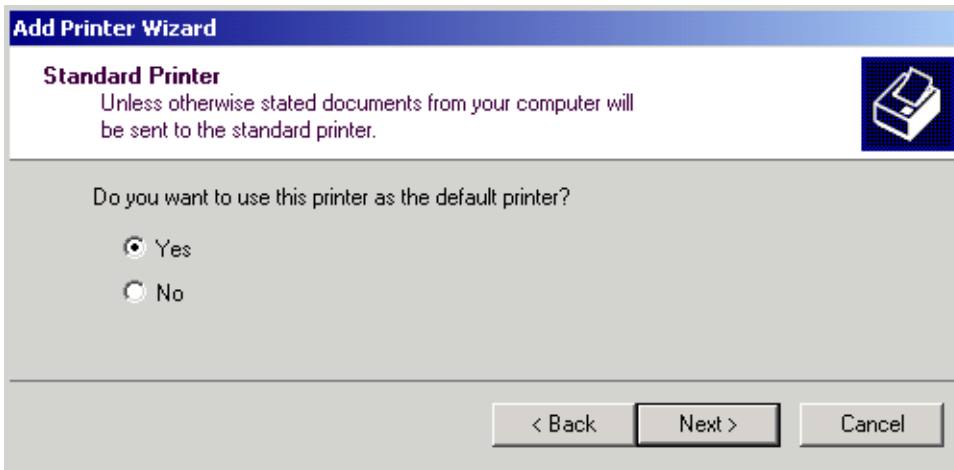 Add Printer Wizard
Standard Printer
Unless otherwise stated documents from your computer will
be sent to the standard printer.
Do you want to use this printer as the default printer?
Yes
No
< Back Next > Cancel